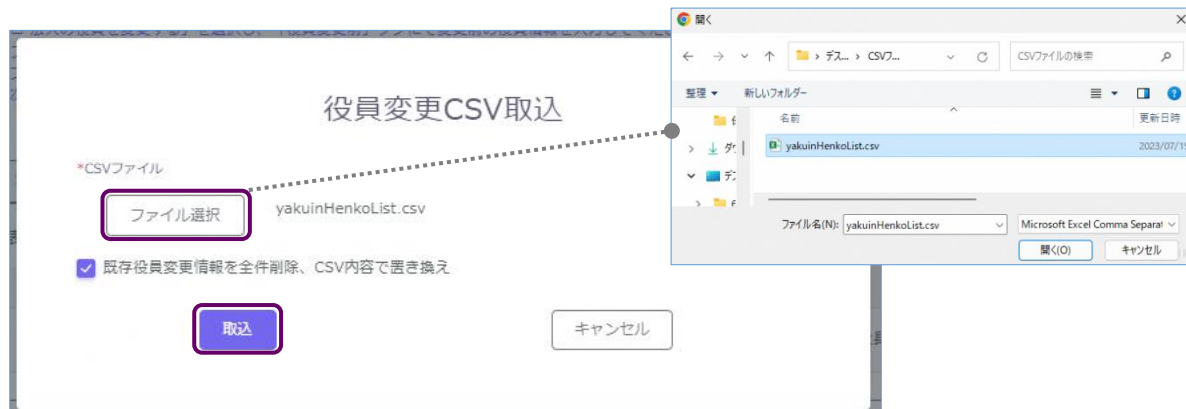 役員変更CSV取込
*CSVファイル
ファイル選択
yakuinHenkoList.csv
既存役員変更情報を全件削除、CSV内容で置き換え
取込
キャンセル
開く
デス... › CSVフ...
CSVファイルの検索
整理
新しいフォルダー
名前
更新日時
yakuinHenkoList.csv
2023/07/19
ファイル名(N):
yakuinHenkoList.csv
Microsoft Excel Comma Separat
開く(O)
キャンセル